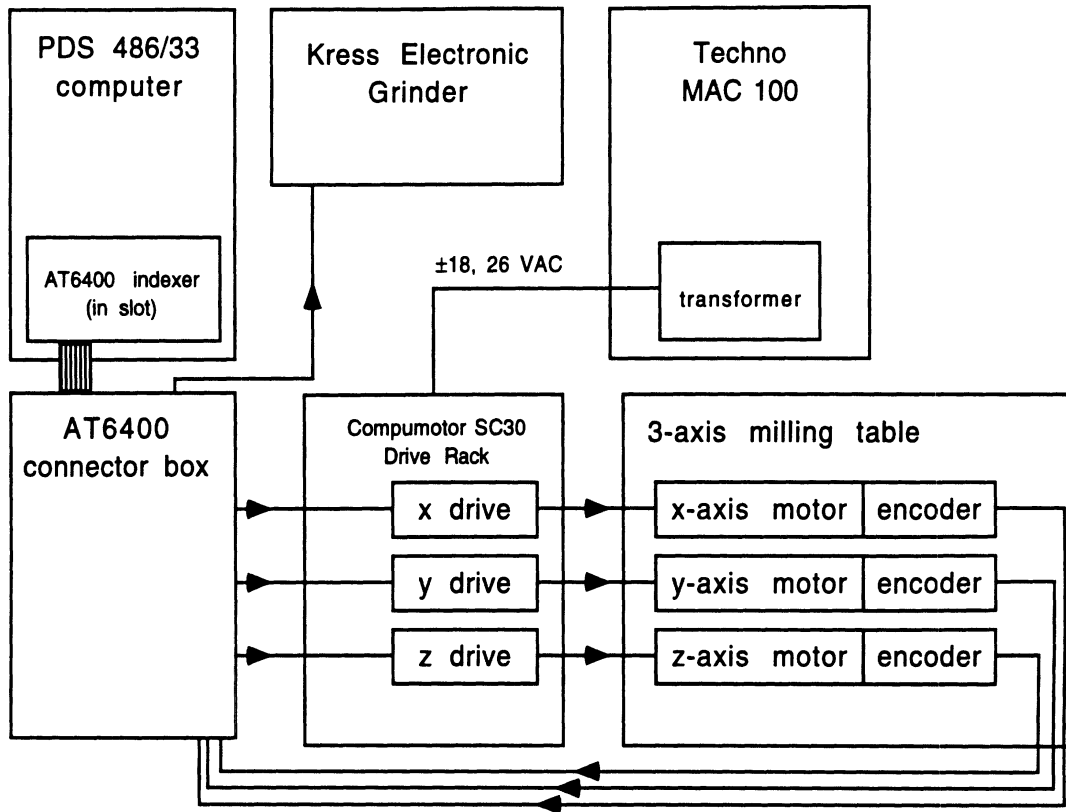 PDS 486/33
computer
AT6400 indexer
(in slot)
Kress Electronic
Grinder
Techno
MAC 100
±18, 26 VAC
transformer
AT6400
connector box
Compumotor SC30
Drive Rack
x drive
y drive
z drive
3-axis milling table
x-axis motor encoder
y-axis motor encoder
z-axis motor encoder